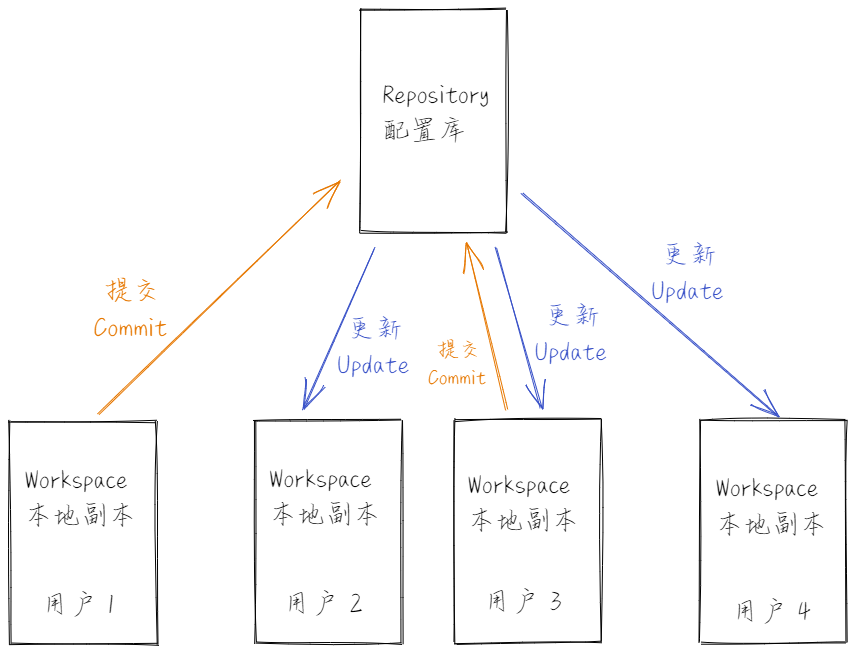 Repository
配置库
提交
Commit
更新
Update
提交
Commit
更新
Update
更新
Update
Workspace
本地副本
用户1
Workspace
本地副本
用户 2
Workspace
本地副本
用户 3
Workspace
本地副本
用户 4